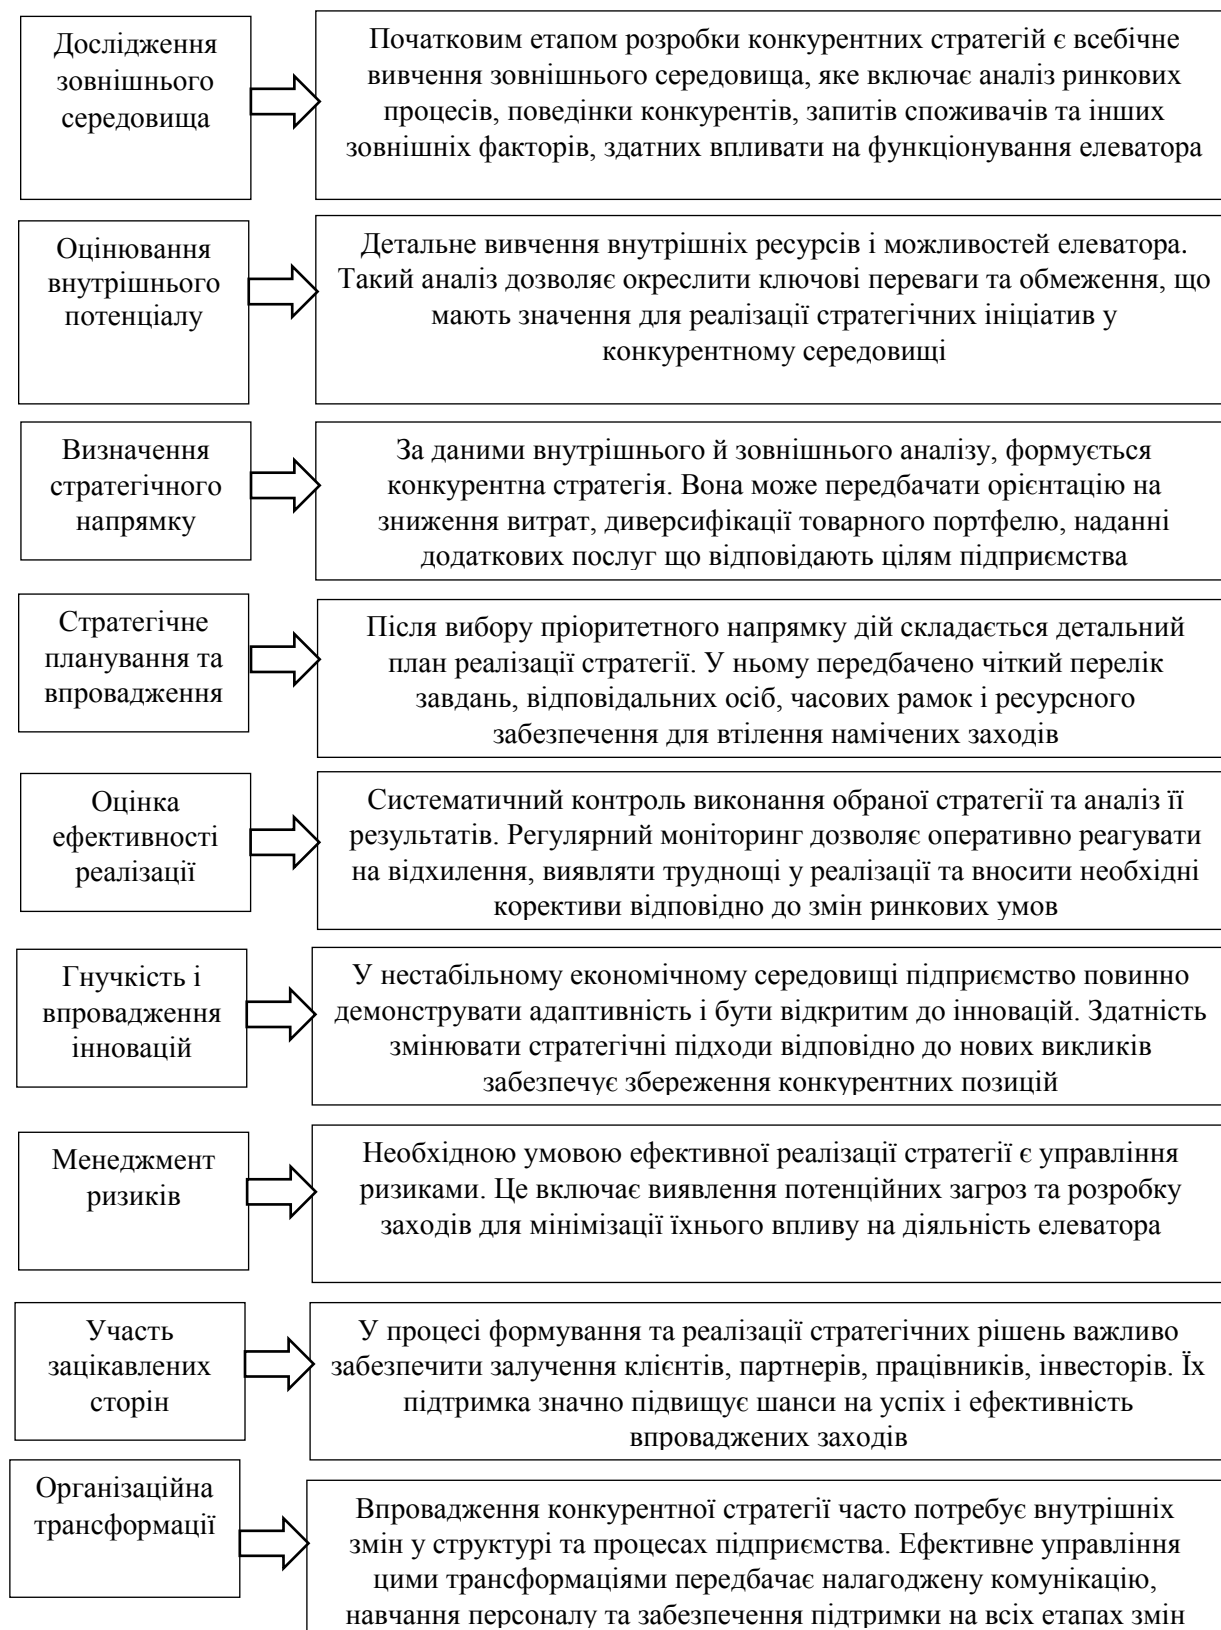 Дослідження
зовнішнього
середовища
Початковим етапом розробки конкурентних стратегій є всебічне
вивчення зовнішнього середовища, яке включає аналіз ринкових
процесів, поведінки конкурентів, запитів споживачів та інших
зовнішніх факторів, здатних впливати на функціонування елеватора
Оцінювання
внутрішнього
потенціалу
Детальне вивчення внутрішніх ресурсів і можливостей елеватора.
Такий аналіз дозволяє окреслити ключові переваги та обмеження, що
мають значення для реалізації стратегічних ініціатив у
конкурентному середовищі
Визначення
стратегічного
напрямку
За даними внутрішнього й зовнішнього аналізу, формується
конкурентна стратегія. Вона може передбачати орієнтацію на
зниження витрат, диверсифікації товарного портфелю, наданні
додаткових послуг що відповідають цілям підприємства
Стратегічне
планування та
впровадження
Після вибору пріоритетного напрямку дій складається детальний
план реалізації стратегії. У ньому передбачено чіткий перелік
завдань, відповідальних осіб, часових рамок і ресурсного
забезпечення для втілення намічених заходів
Оцінка
ефективності
реалізації
Систематичний контроль виконання обраної стратегії та аналіз її
результатів. Регулярний моніторинг дозволяє оперативно реагувати
на відхилення, виявляти труднощі у реалізації та вносити необхідні
корективи відповідно до змін ринкових умов
Гнучкість і
впровадження
інновацій
У нестабільному економічному середовищі підприємство повинно
демонструвати адаптивність і бути відкритим до інновацій. Здатність
змінювати стратегічні підходи відповідно до нових викликів
забезпечує збереження конкурентних позицій
Менеджмент
ризиків
Необхідною умовою ефективної реалізації стратегії є управління
ризиками. Це включає виявлення потенційних загроз та розробку
заходів для мінімізації їхнього впливу на діяльність елеватора
Участь
зацікавлених
сторін
У процесі формування та реалізації стратегічних рішень важливо
забезпечити залучення клієнтів, партнерів, працівників, інвесторів. Їх
підтримка значно підвищує шанси на успіх і ефективність
впроваджених заходів
Організаційна
трансформації
Впровадження конкурентної стратегії часто потребує внутрішніх
змін у структурі та процесах підприємства. Ефективне управління
цими трансформаціями передбачає налагоджену комунікацію,
навчання персоналу та забезпечення підтримки на всіх етапах змін